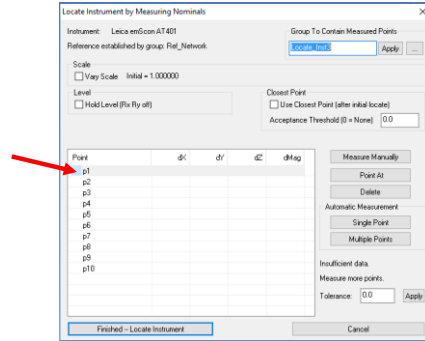 Locate Instrument by Measuring Nominals
Instrument: Leica emScon AT401
Reference established by group: Ref_Network
Group To Contain Measured Points
Locate_Inst3 Apply ...
Scale
Vary Scale Initial = 1.000000
Level
Hold Level (Rx Ry off)
Closest Point
Use Closest Point (after initial locate)
Acceptance Threshold (0 = None) 0.0
Point dX dY dZ dMag
p1
p2
p3
p4
p5
p6
p7
p8
p9
p10
Measure Manually
Point At
Delete
Automatic Measurement
Single Point
Multiple Points
Insufficient data.
Measure more points.
Tolerance: 0.0 Apply
Finished -- Locate Instrument
Cancel